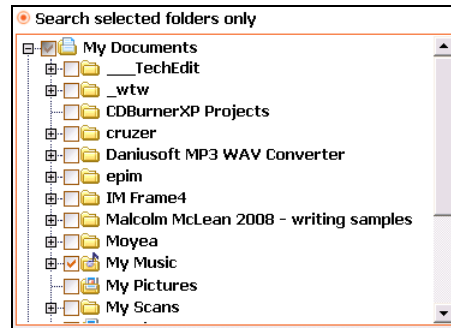 Search selected folders only
My Documents
___TechEdit
_wtw
CDBurnerXP Projects
cruzer
Daniusoft MP3 WAV Converter
epim
IM Frame4
Malcolm McLean 2008 - writing samples
Moyea
My Music
My Pictures
My Scans